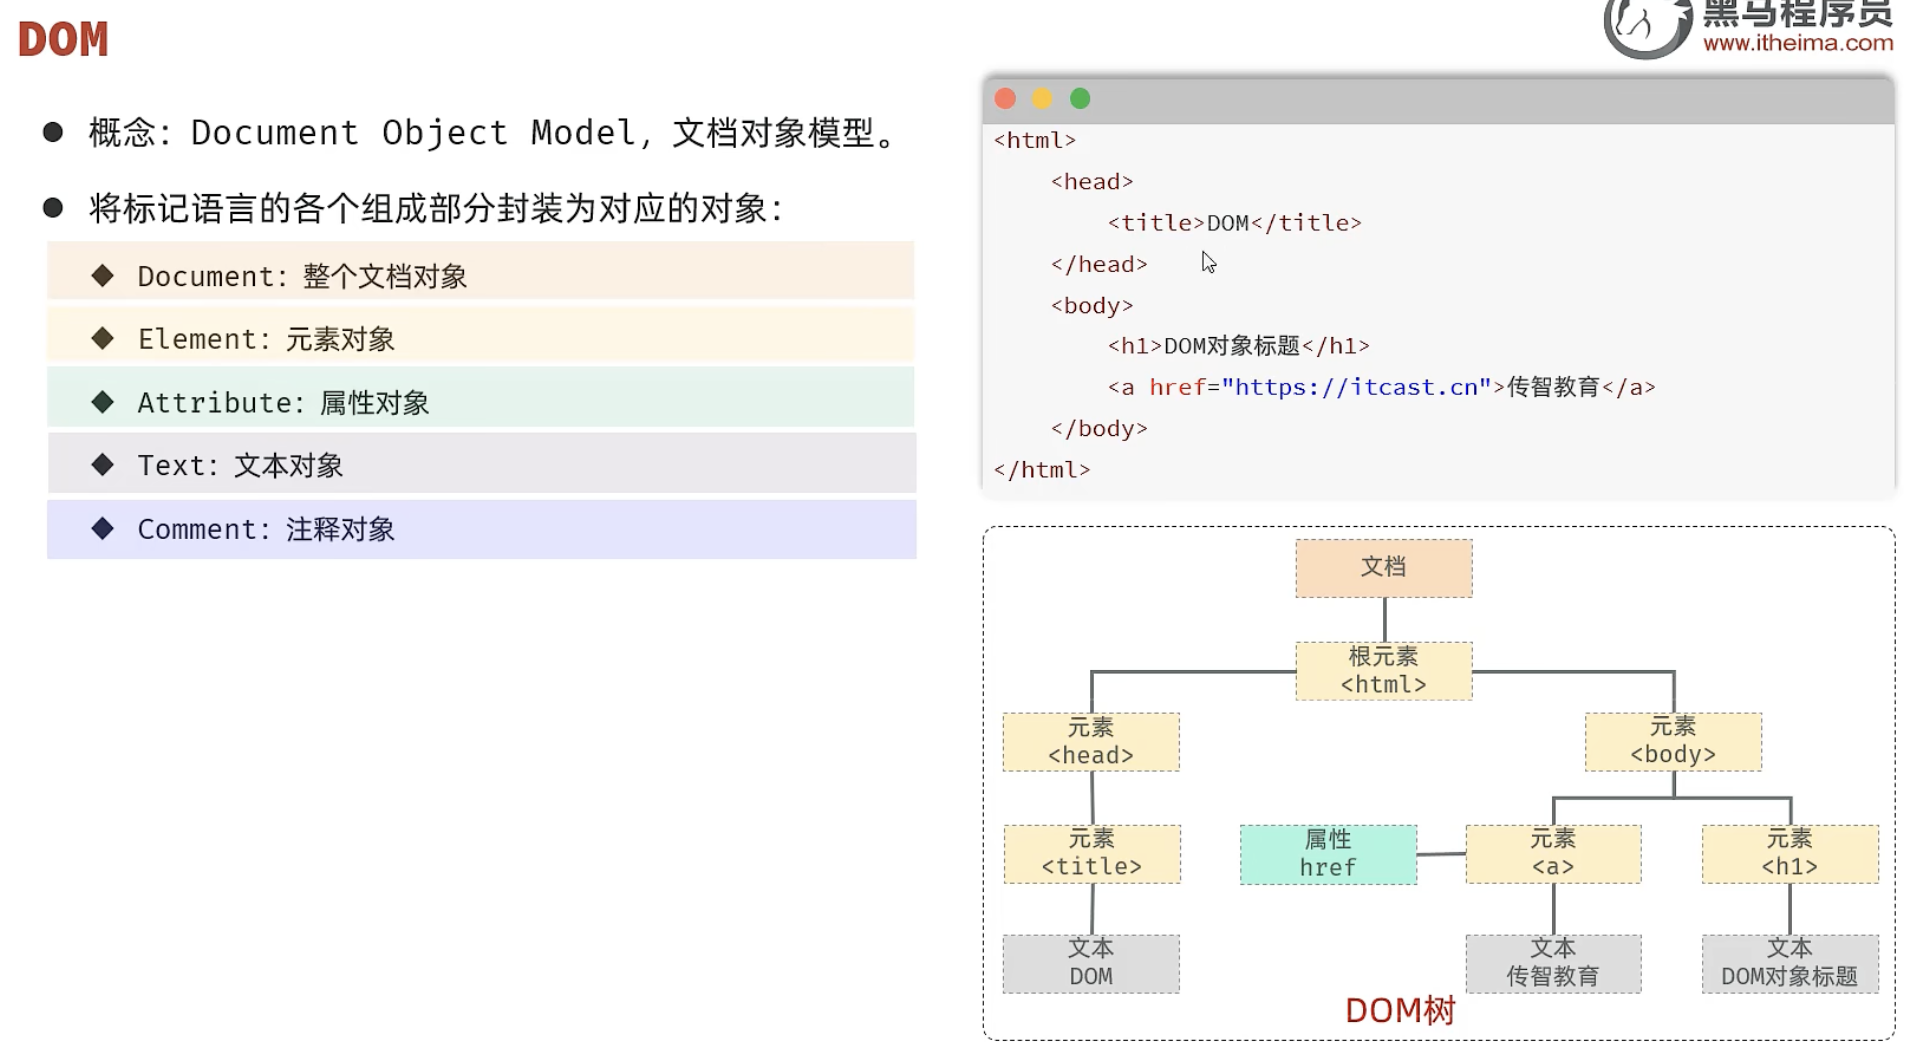 DOM
黑马程序员
www.itheima.com
● 概念：Document Object Model，文档对象模型。
● 将标记语言的各个组成部分封装为对应的对象：
◆ Document：整个文档对象
◆ Element：元素对象
◆ Attribute：属性对象
◆ Text：文本对象
◆ Comment：注释对象
<html>
    <head>
        <title>DOM</title>
    </head>
    <body>
        <h1>DOM对象标题</h1>
        <a href="https://itcast.cn">传智教育</a>
    </body>
</html>
文档
根元素
<html>
元素
<head>
元素
<body>
元素
<title>
属性
href
元素
<a>
元素
<h1>
文本
DOM
文本
传智教育
文本
DOM对象标题
DOM树